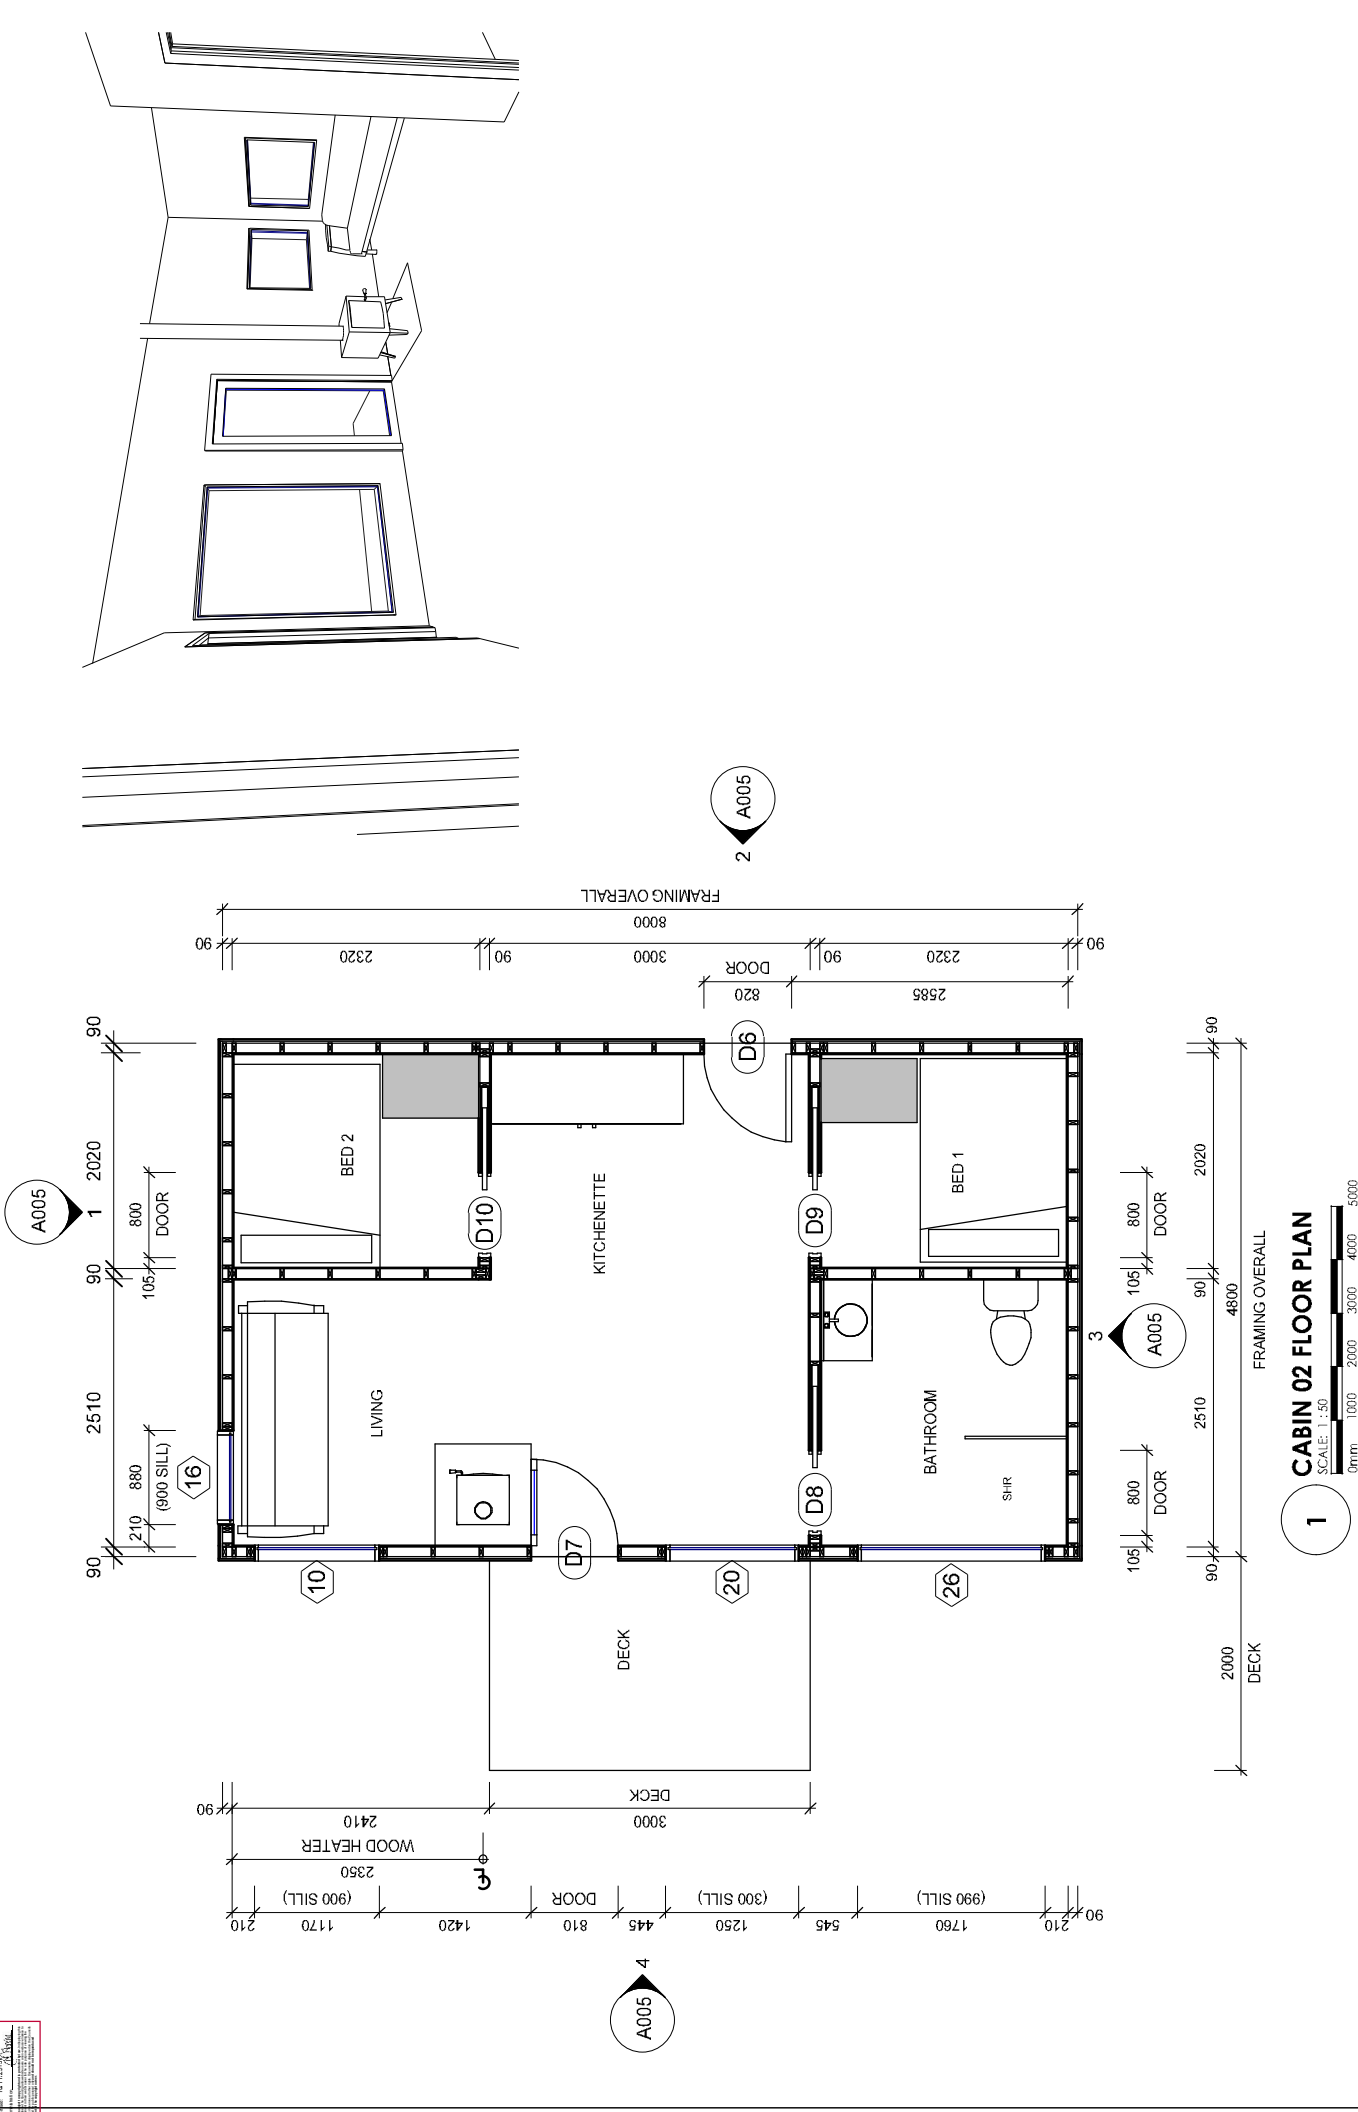 A005
2
FRAMING OVERALL
8000
90
2320
90
3000
90
2320
90
DOOR
820
2585
90
2020
90
2510
90
800
DOOR
105
880
(900 SILL)
210
A005
1
16
D6
BED 2
BED 1
D10
D9
KITCHENETTE
LIVING
BATHROOM
SHR
D8
D7
10
20
26
DECK
90
2020
90
2510
90
800
DOOR
105
800
DOOR
105
3
A005
4800
FRAMING OVERALL
2000
DECK
DECK
90
2410
3000
WOOD HEATER
2350
(900 SILL)
DOOR
(300 SILL)
(990 SILL)
210
1170
1420
810
445
1250
545
1760
210
90
4
A005
1
CABIN 02 FLOOR PLAN
SCALE: 1 : 50
0mm 1000 2000 3000 4000 5000